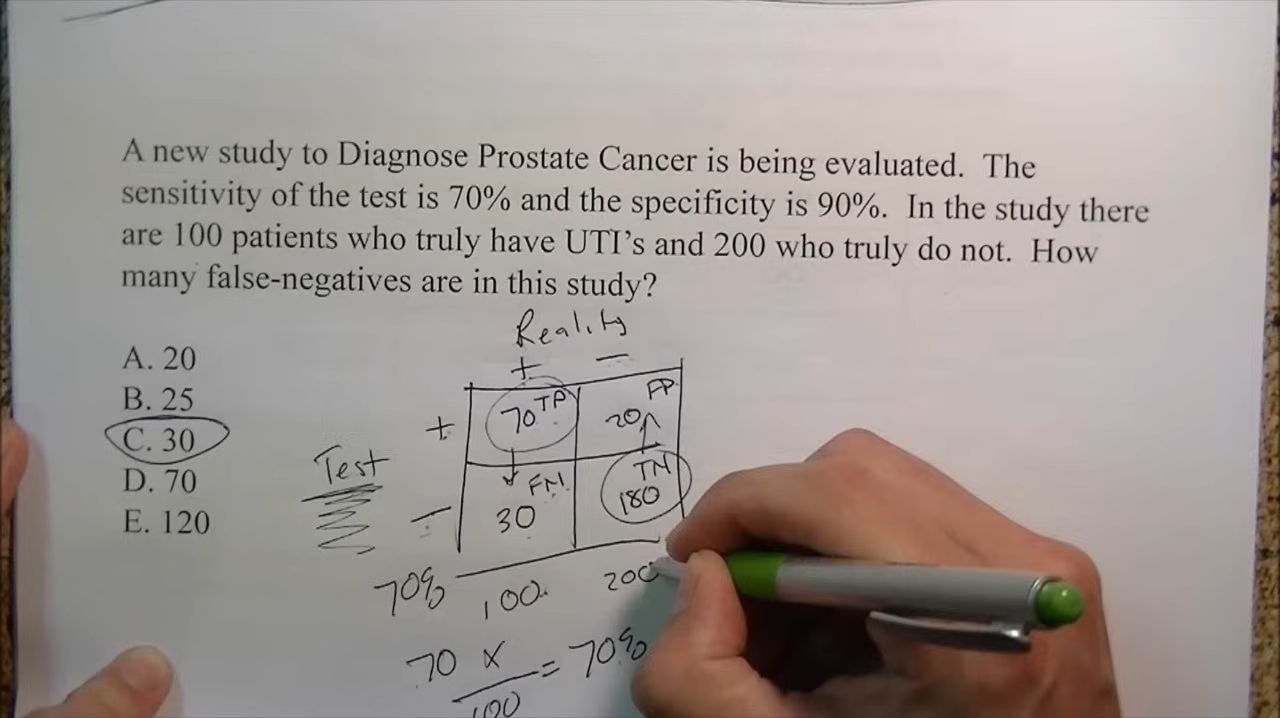 A new study to Diagnose Prostate Cancer is being evaluated. The
sensitivity of the test is 70% and the specificity is 90%. In the study there
are 100 patients who truly have UTI's and 200 who truly do not. How
many false-negatives are in this study?
A. 20
B. 25
C. 30
D. 70
E. 120
Reality
+ −
+ 70 TP 20 FP
Test
− FN 30 TN 180
70% 100 200
70 x
100
= 70%